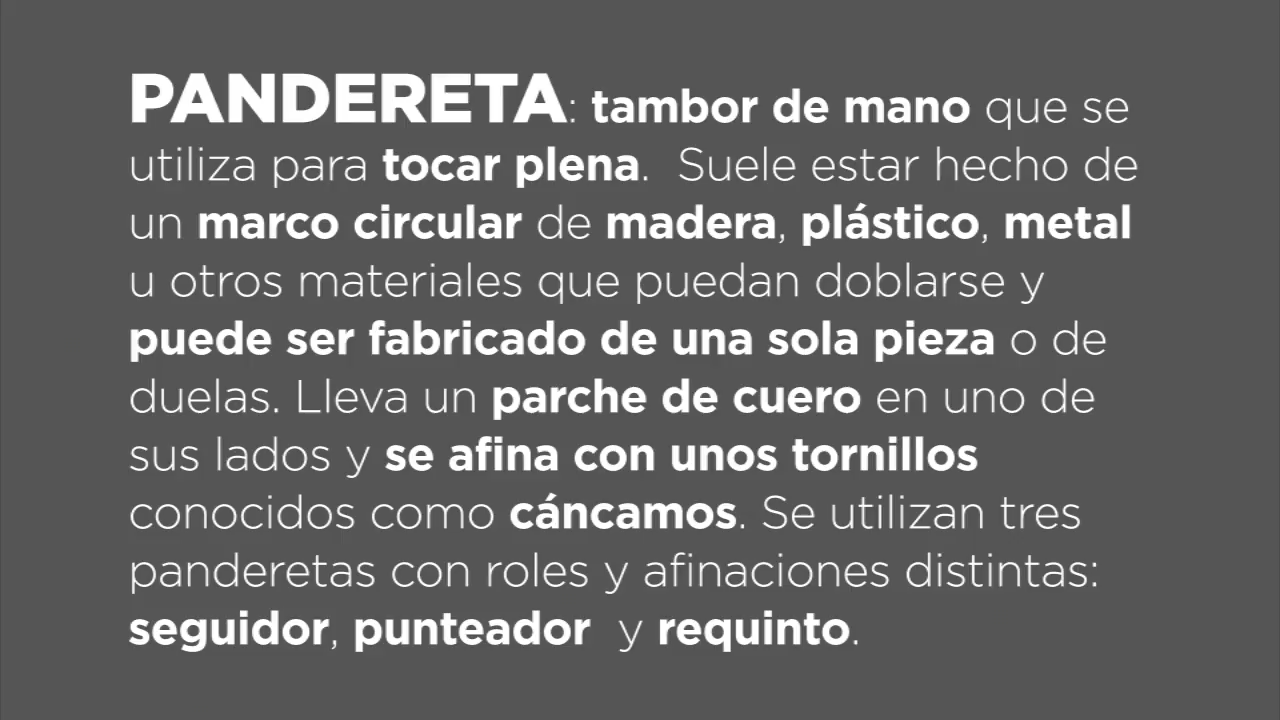 PANDERETA: tambor de mano que se
utiliza para tocar plena.  Suele estar hecho de
un marco circular de madera, plástico, metal
u otros materiales que puedan doblarse y
puede ser fabricado de una sola pieza o de
duelas. Lleva un parche de cuero en uno de
sus lados y se afina con unos tornillos
conocidos como cáncamos. Se utilizan tres
panderetas con roles y afinaciones distintas:
seguidor, punteador  y requinto.